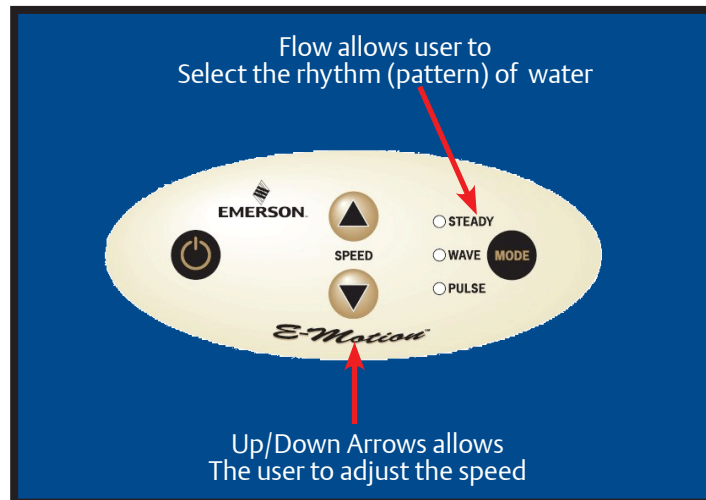 Flow allows user to
Select the rhythm (pattern) of water
EMERSON.
STEADY
SPEED
WAVE
MODE
PULSE
E-Motion™
Up/Down Arrows allows
The user to adjust the speed